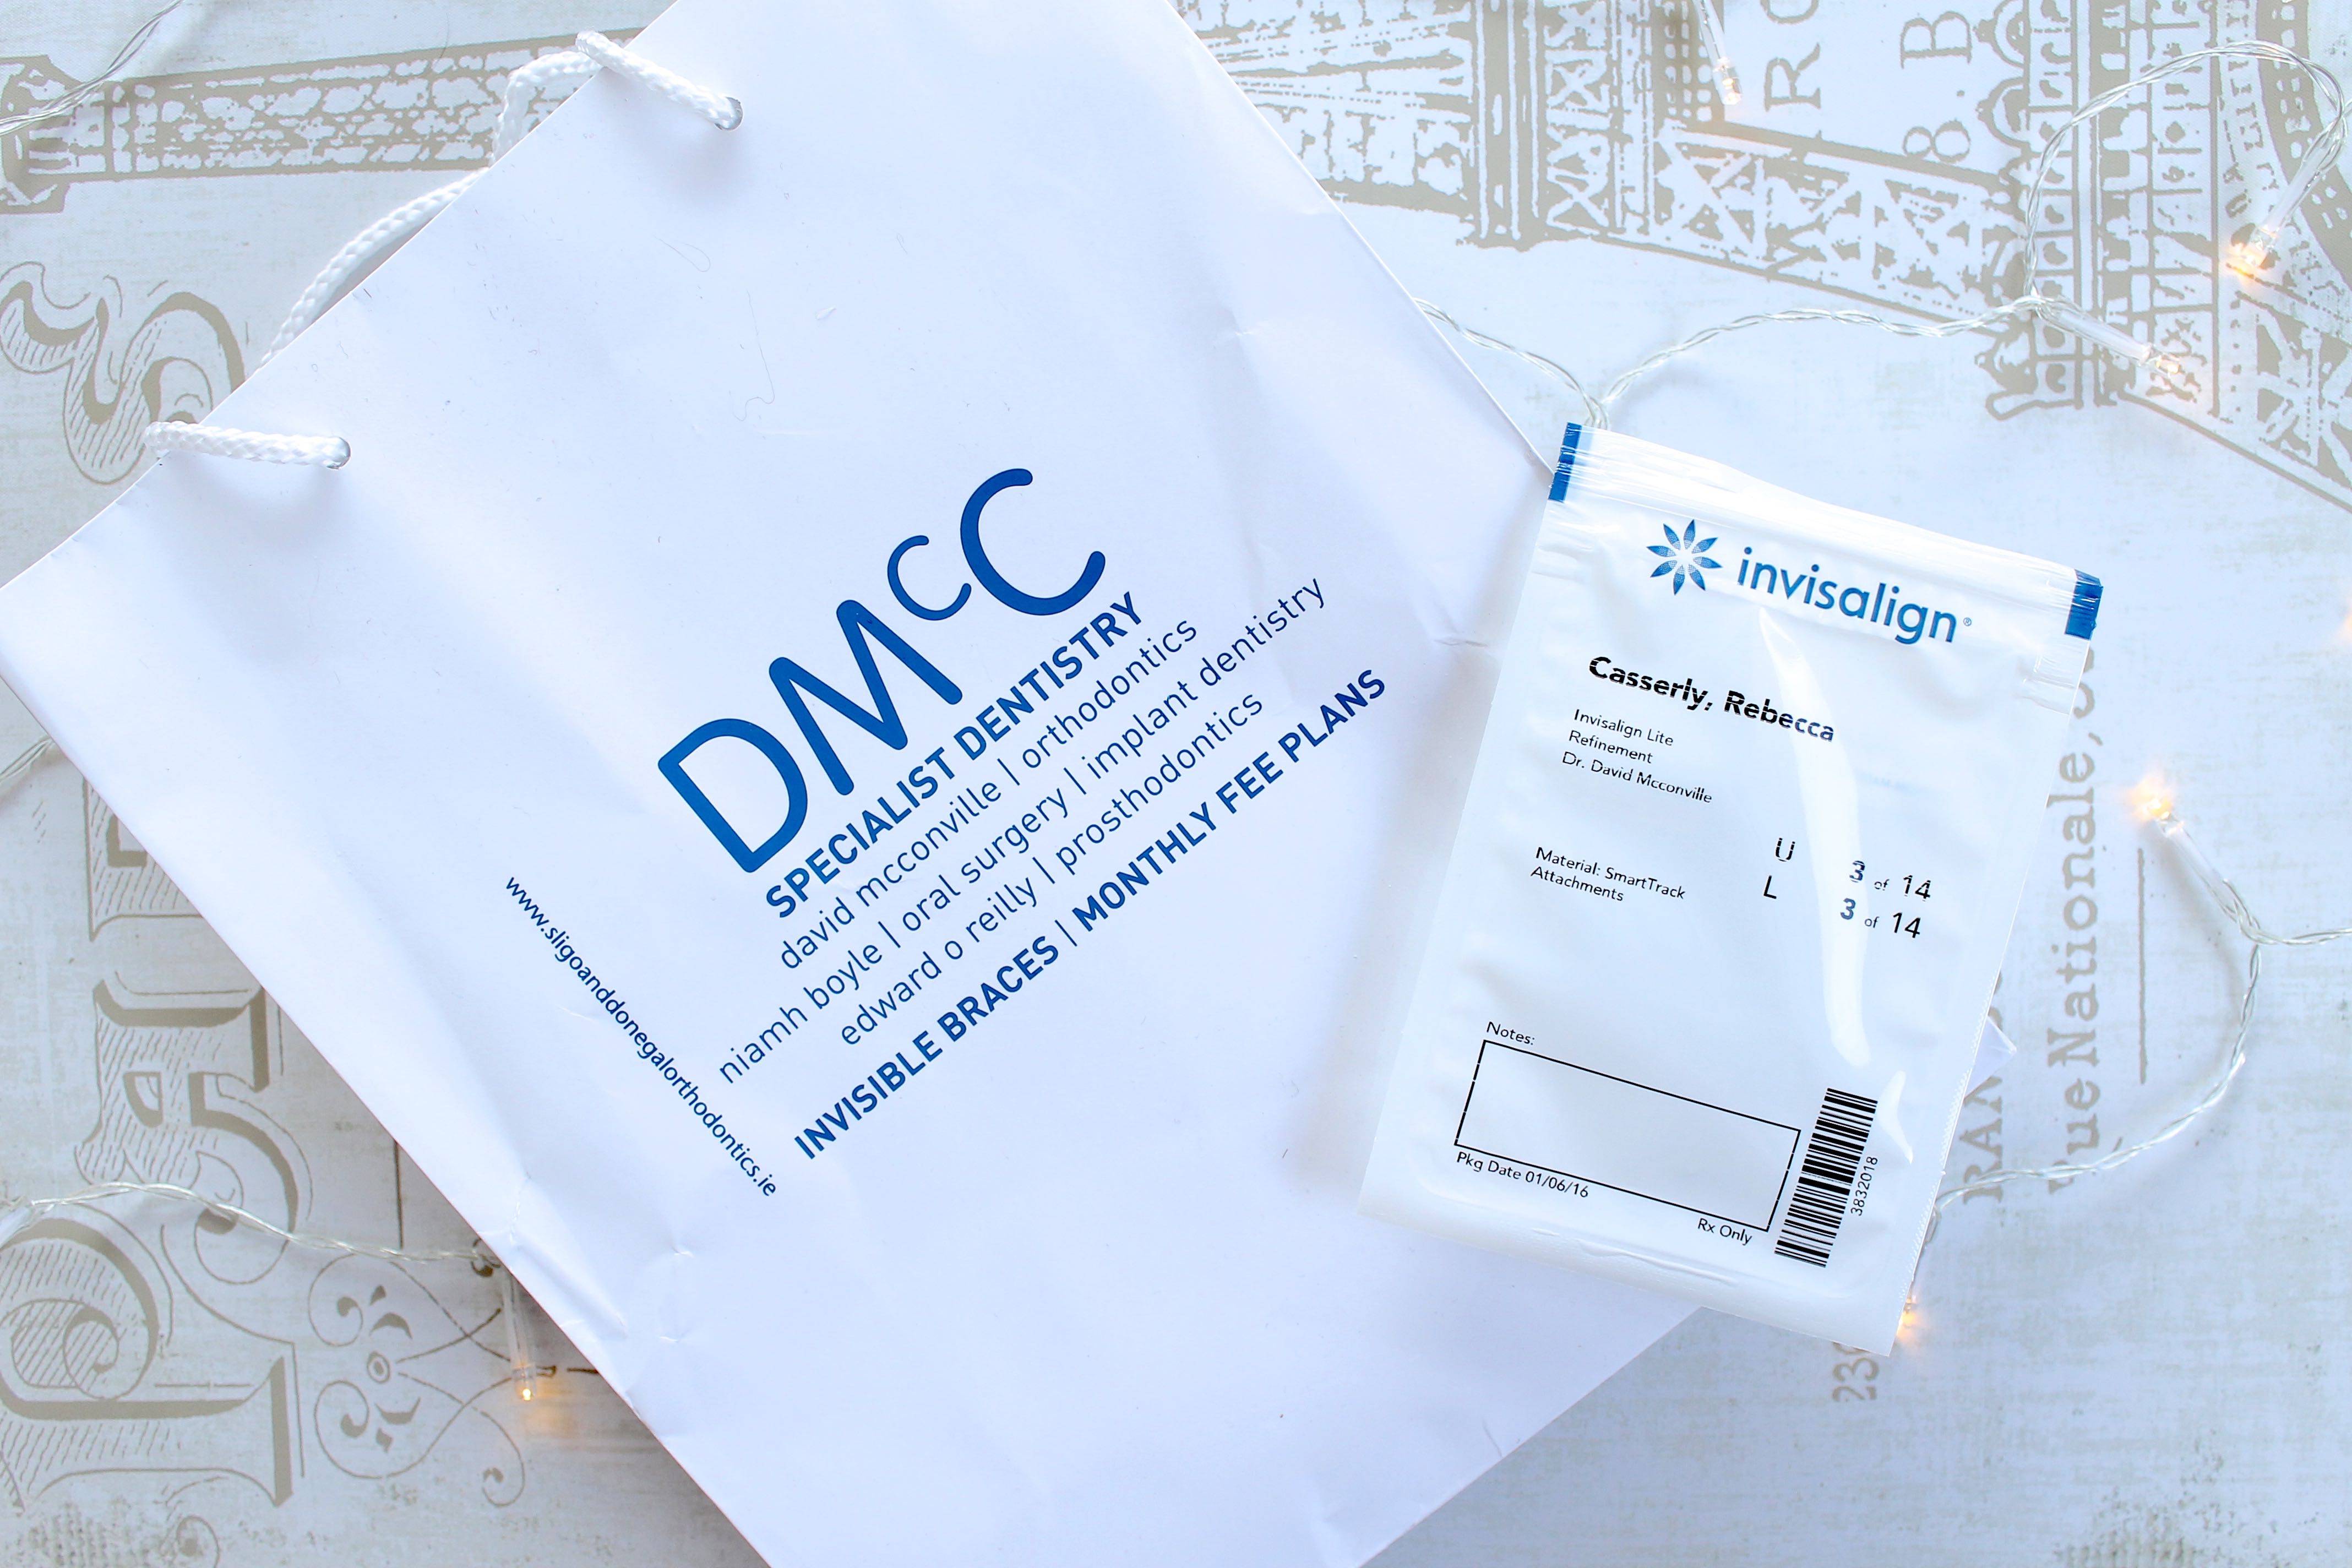 DMcC
SPECIALIST DENTISTRY
david mcconville | orthodontics
niamh boyle | oral surgery | implant dentistry
edward o reilly | prosthodontics
INVISIBLE BRACES | MONTHLY FEE PLANS
www.sligoanddonegalorthodontics.ie
invisalign®
Casserly, Rebecca
Invisalign Lite
Refinement
Dr. David Mcconville
U 3 of 14
L 3 of 14
Material: SmartTrack
Attachments
Notes:
Pkg Date 01/06/16
Rx Only
3832018
8.B
ueNationale,